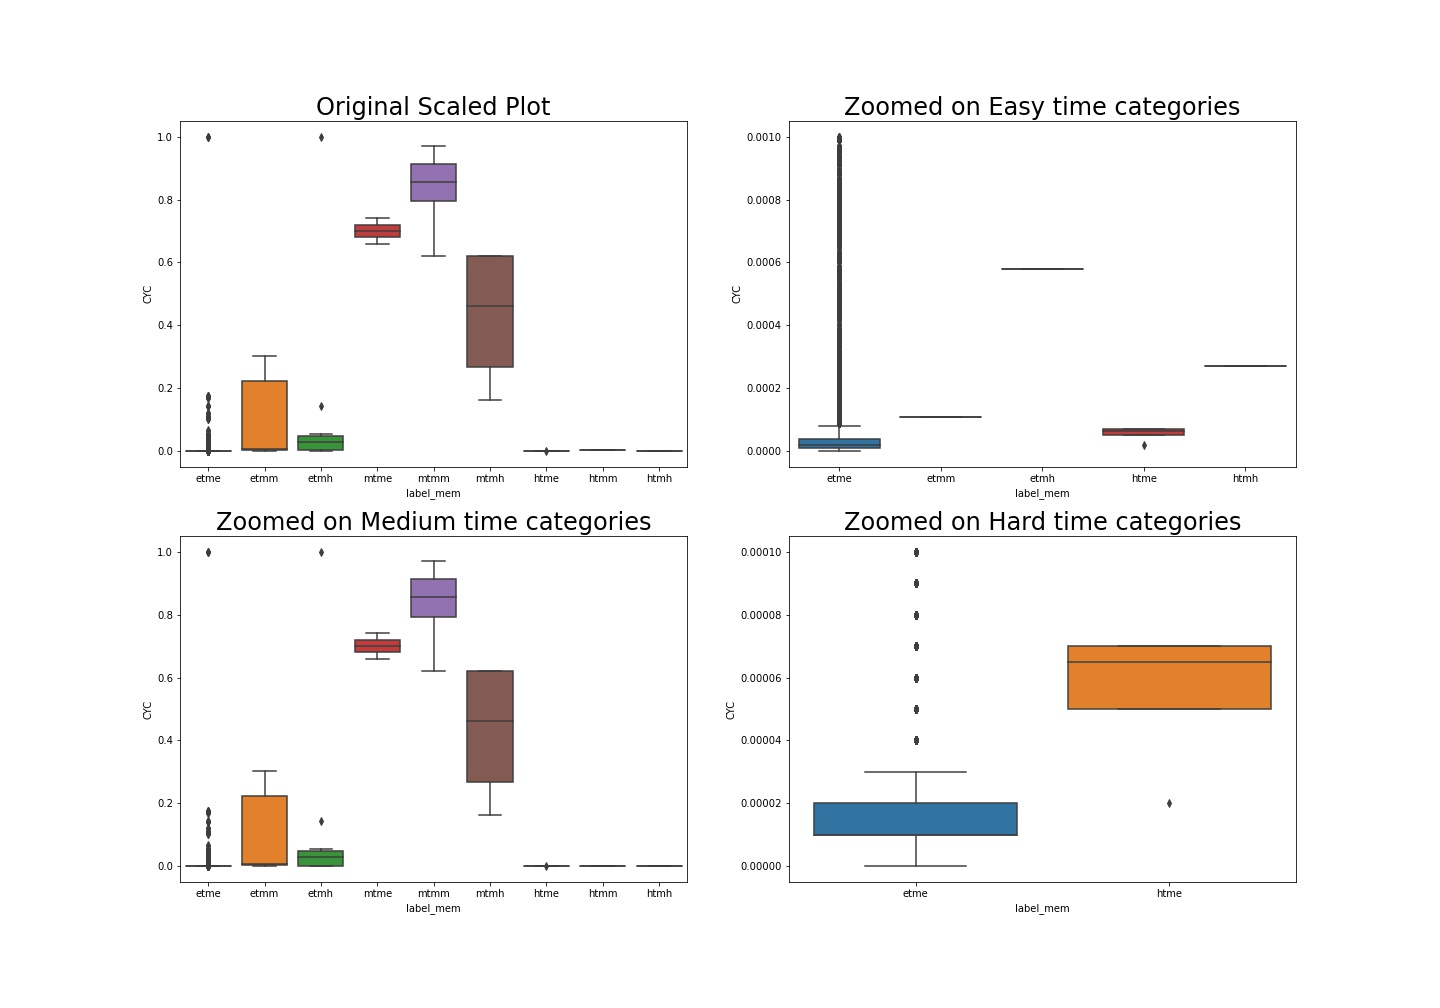 Original Scaled Plot
1.0
0.8
0.6
0.4
0.2
0.0
CYC
etme etmm etmh mtme mtmm mtmh htme htmm htmh
label_mem
Zoomed on Easy time categories
0.0010
0.0008
0.0006
0.0004
0.0002
0.0000
CYC
etme etmm etmh htme htmh
label_mem
Zoomed on Medium time categories
1.0
0.8
0.6
0.4
0.2
0.0
CYC
etme etmm etmh mtme mtmm mtmh htme htmm htmh
label_mem
Zoomed on Hard time categories
0.00010
0.00008
0.00006
0.00004
0.00002
0.00000
CYC
etme htme
label_mem